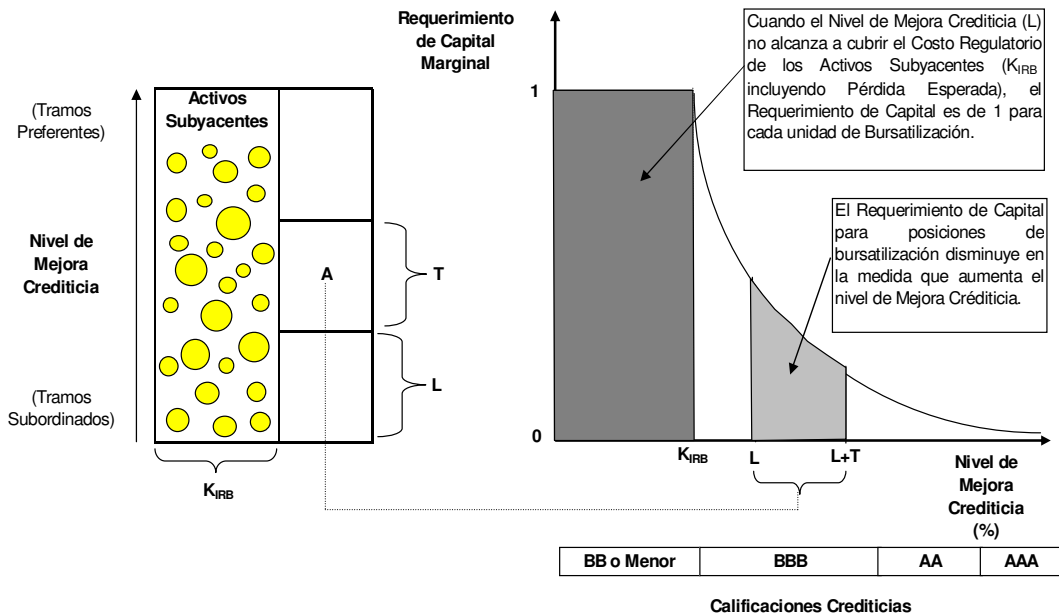 Requerimiento
de Capital
Marginal
Cuando el Nivel de Mejora Crediticia (L)
no alcanza a cubrir el Costo Regulatorio
de los Activos Subyacentes (KIRB
incluyendo Pérdida Esperada), el
Requerimiento de Capital es de 1 para
cada unidad de Bursatilización.
(Tramos
Preferentes)
Activos
Subyacentes
1
El Requerimiento de Capital
para posiciones de
bursatilización disminuye en
la medida que aumenta el
nivel de Mejora Créditicia.
Nivel de
Mejora
Crediticia
A
T
L
(Tramos
Subordinados)
0
KIRB
KIRB
L
L+T
Nivel de
Mejora
Crediticia
(%)
BB o Menor
BBB
AA
AAA
Calificaciones Crediticias